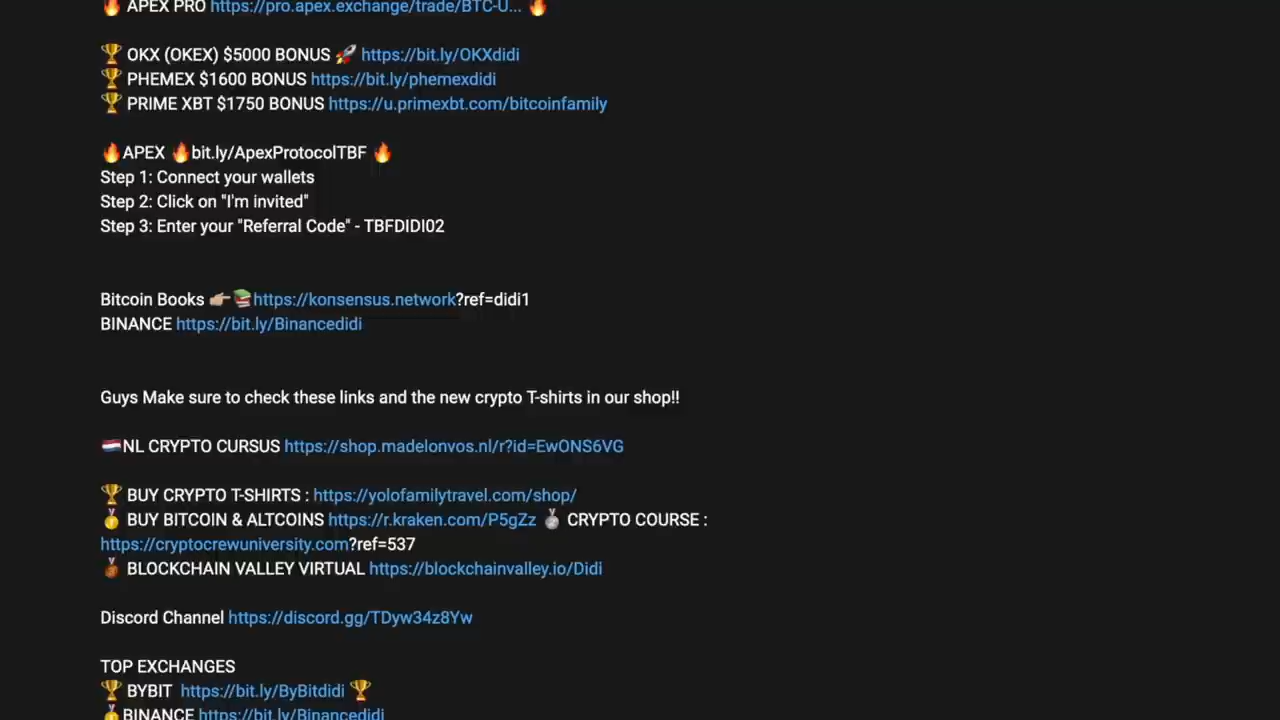 🔥 APEX PRO https://pro.apex.exchange/trade/BTC-U... 🔥
🏆 OKX (OKEX) $5000 BONUS 🚀 https://bit.ly/OKXdidi
🏆 PHEMEX $1600 BONUS https://bit.ly/phemexdidi
🏆 PRIME XBT $1750 BONUS https://u.primexbt.com/bitcoinfamily
🔥APEX 🔥bit.ly/ApexProtocolTBF 🔥
Step 1: Connect your wallets
Step 2: Click on "I'm invited"
Step 3: Enter your "Referral Code" - TBFDIDI02
Bitcoin Books 👉🏼📚https://konsensus.network?ref=didi1
BINANCE https://bit.ly/Binancedidi
Guys Make sure to check these links and the new crypto T-shirts in our shop!!
🇳🇱NL CRYPTO CURSUS https://shop.madelonvos.nl/r?id=EwONS6VG
🏆 BUY CRYPTO T-SHIRTS : https://yolofamilytravel.com/shop/
🥇 BUY BITCOIN & ALTCOINS https://r.kraken.com/P5gZz 🥈 CRYPTO COURSE :
https://cryptocrewuniversity.com?ref=537
🥉 BLOCKCHAIN VALLEY VIRTUAL https://blockchainvalley.io/Didi
Discord Channel https://discord.gg/TDyw34z8Yw
TOP EXCHANGES
🏆 BYBIT  https://bit.ly/ByBitdidi 🏆
🥇BINANCE https://bit.ly/Binancedidi